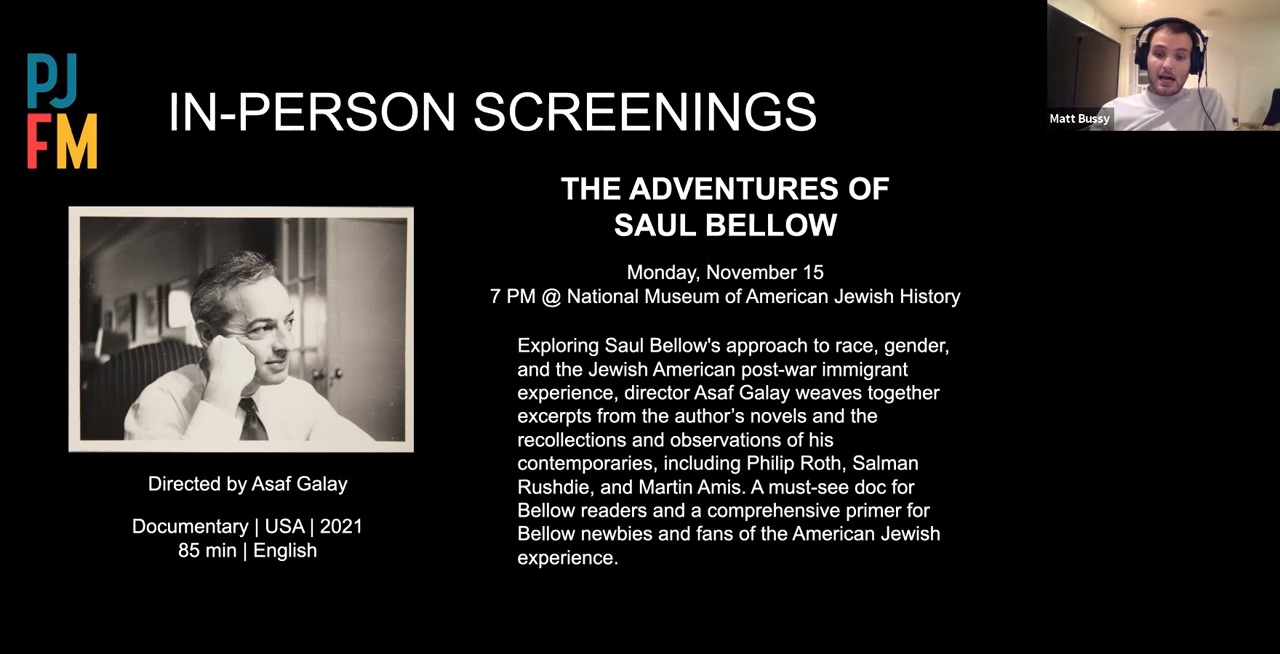 PJ
FM
IN-PERSON SCREENINGS
Matt Bussy
THE ADVENTURES OF
SAUL BELLOW
Monday, November 15
7 PM @ National Museum of American Jewish History
Exploring Saul Bellow's approach to race, gender,
and the Jewish American post-war immigrant
experience, director Asaf Galay weaves together
excerpts from the author’s novels and the
recollections and observations of his
contemporaries, including Philip Roth, Salman
Rushdie, and Martin Amis. A must-see doc for
Bellow readers and a comprehensive primer for
Bellow newbies and fans of the American Jewish
experience.
Directed by Asaf Galay
Documentary | USA | 2021
85 min | English